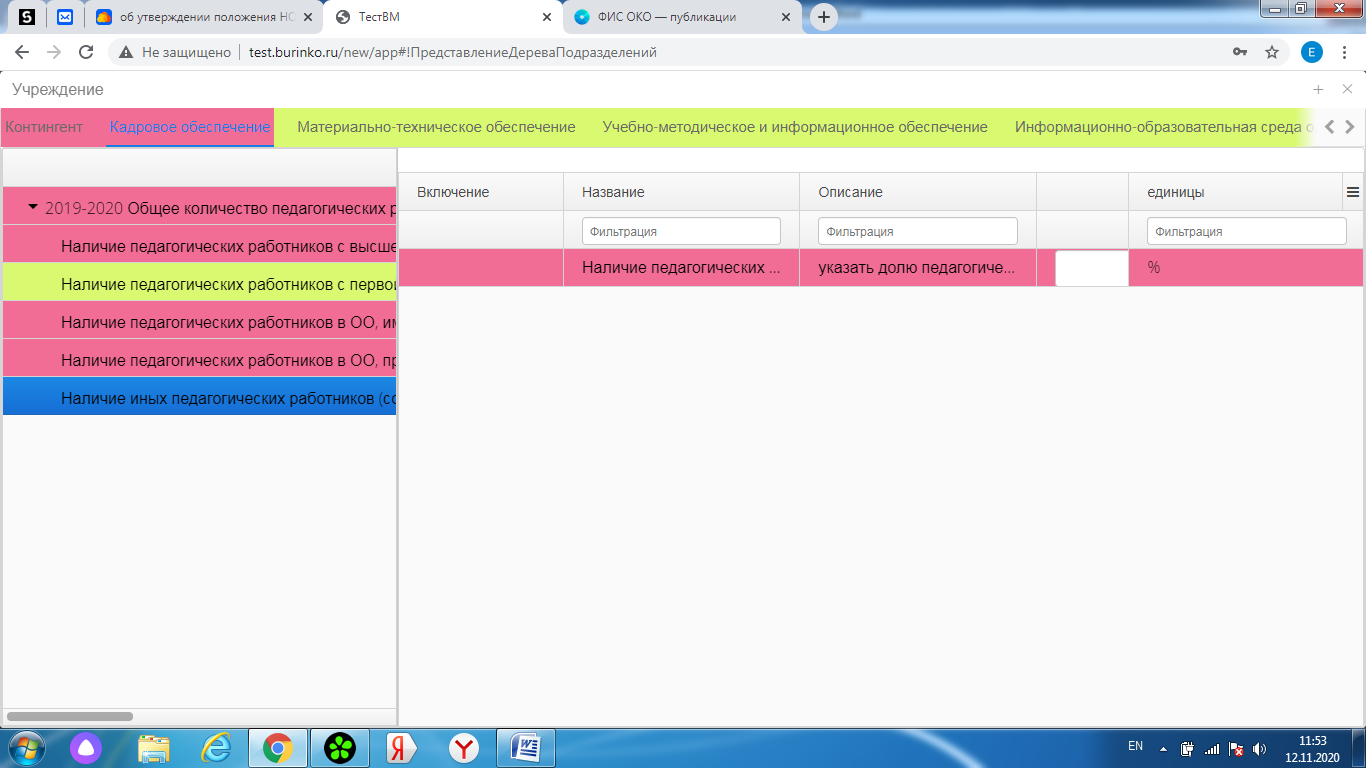 S
об утверждении положения НС
ТестВМ
ФИС ОКО — публикации
Не защищено
test.burinko.ru/new/app#!ПредставлениеДереваПодразделений
E
Учреждение
Контингент
Кадровое обеспечение
Материально-техническое обеспечение
Учебно-методическое и информационное обеспечение
Информационно-образовательная среда о
2019-2020 Общее количество педагогических р
Наличие педагогических работников с высше
Наличие педагогических работников с перво
Наличие педагогических работников в ОО, им
Наличие педагогических работников в ОО, пр
Наличие иных педагогических работников (со
Включение
Название
Описание
единицы
Фильтрация
Фильтрация
Фильтрация
Наличие педагогических ...
указать долю педагогиче...
%
EN
11:53
12.11.2020